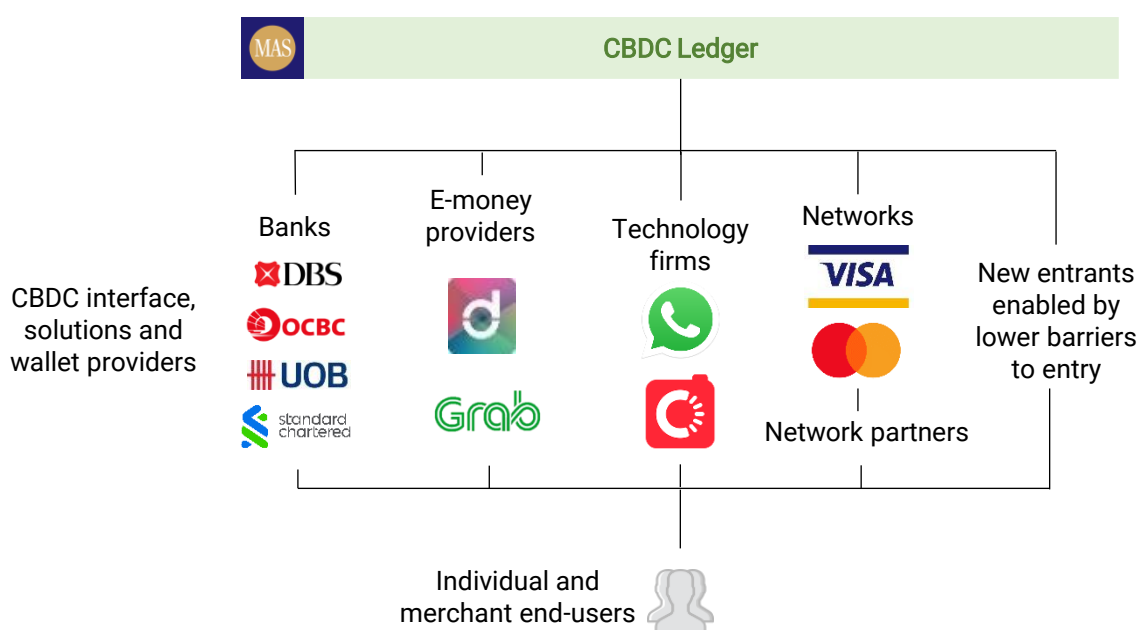 MAS
CBDC Ledger
Banks
DBS
OCBC
UOB
standard
chartered
E-money
providers
d
Grab
Technology
firms
Networks
VISA
Network partners
New entrants
enabled by
lower barriers
to entry
CBDC interface,
solutions and
wallet providers
Individual and
merchant end-users